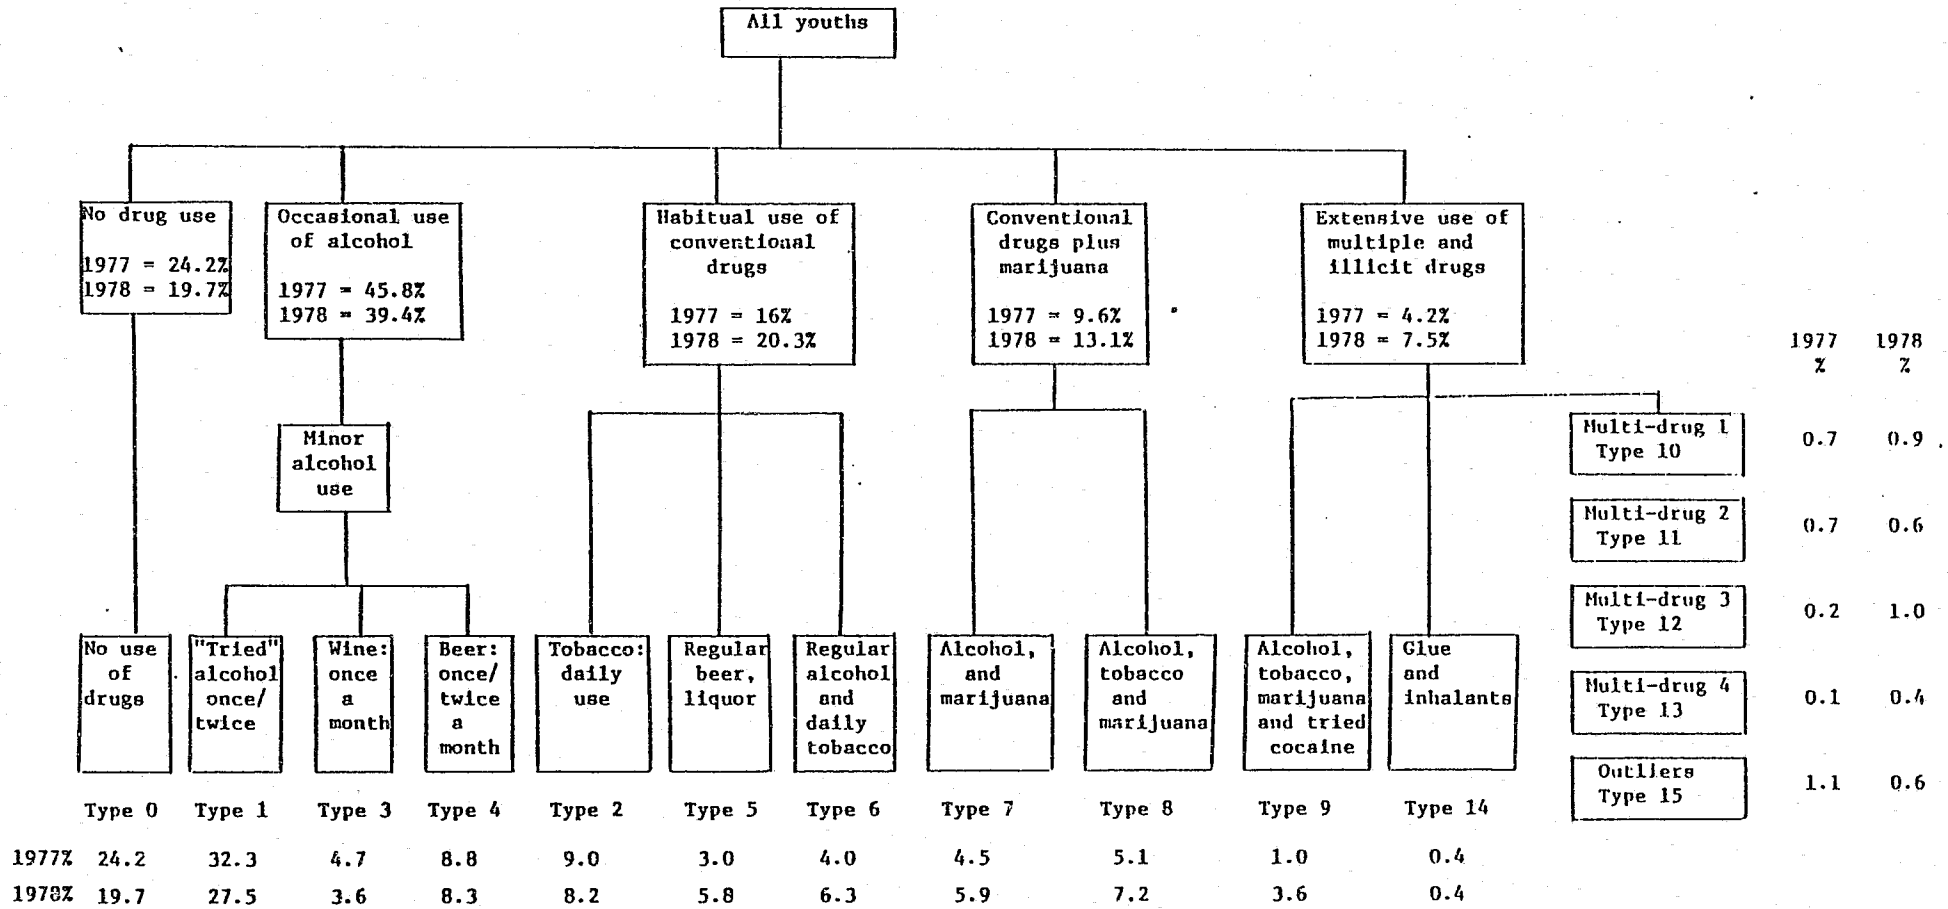 All youths
No drug use
1977 = 24.2%
1978 = 19.7%
Occasional use
of alcohol
1977 = 45.8%
1978 = 39.4%
Habitual use of
conventional
drugs
1977 = 16%
1978 = 20.3%
Conventional
drugs plus
marijuana
1977 = 9.6%
1978 = 13.1%
Extensive use of
multiple and
illicit drugs
1977 = 4.2%
1978 = 7.5%
Minor
alcohol
use
1977 1978
% %
Multi-drug 1
Type 10
0.7 0.9
Multi-drug 2
Type 11
0.7 0.6
Multi-drug 3
Type 12
0.2 1.0
Multi-drug 4
Type 13
0.1 0.4
Outliers
Type 15
1.1 0.6
No use
of
drugs
"Tried"
alcohol
once/
twice
Wine:
once
a
month
Beer:
once/
twice
a
month
Tobacco:
daily
use
Regular
beer,
liquor
Regular
alcohol
and
daily
tobacco
Alcohol,
and
marijuana
Alcohol,
tobacco
and
marijuana
Alcohol,
tobacco,
marijuana
and tried
cocaine
Glue
and
inhalants
Type 0 Type 1 Type 3 Type 4 Type 2 Type 5 Type 6 Type 7 Type 8 Type 9 Type 14
1977% 24.2 32.3 4.7 8.8 9.0 3.0 4.0 4.5 5.1 1.0 0.4
1978% 19.7 27.5 3.6 8.3 8.2 5.8 6.3 5.9 7.2 3.6 0.4